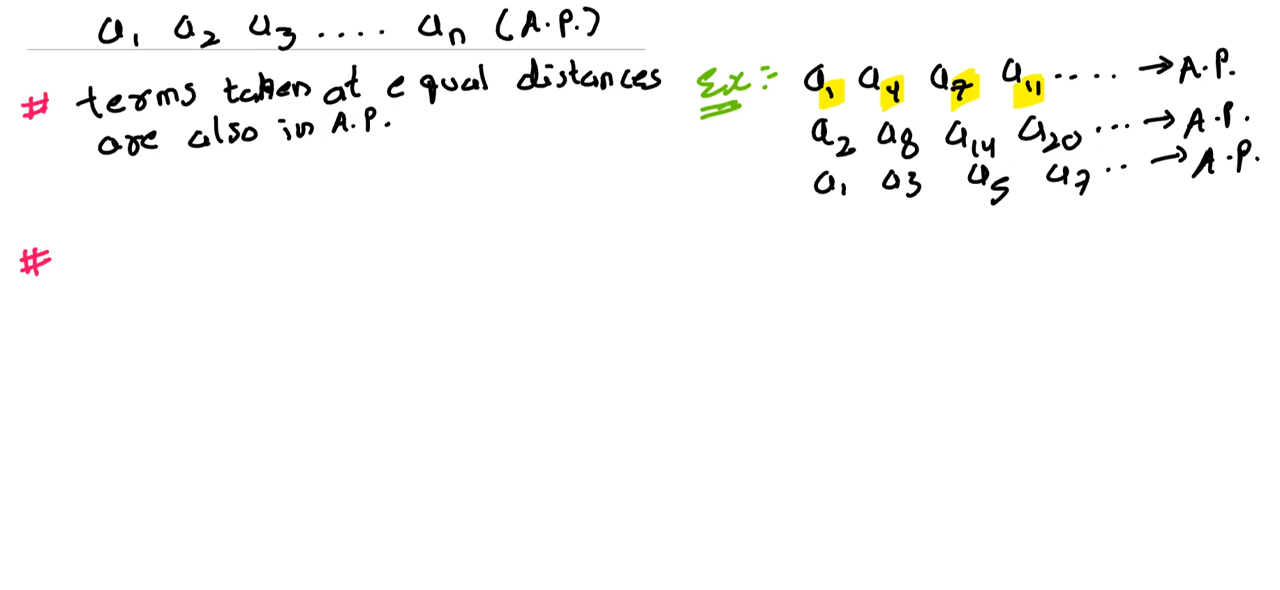 a₁ a₂ a₃ .... aₙ (A.P.)
# terms taken at equal distances
are also in A.P.
Ex:- a₁ a₄ a₇ a₁₁ .... → A.P.
a₂ a₈ a₁₄ a₂₀ ... → A.P.
a₁ a₃ a₅ a₇ .. → A.P.
#